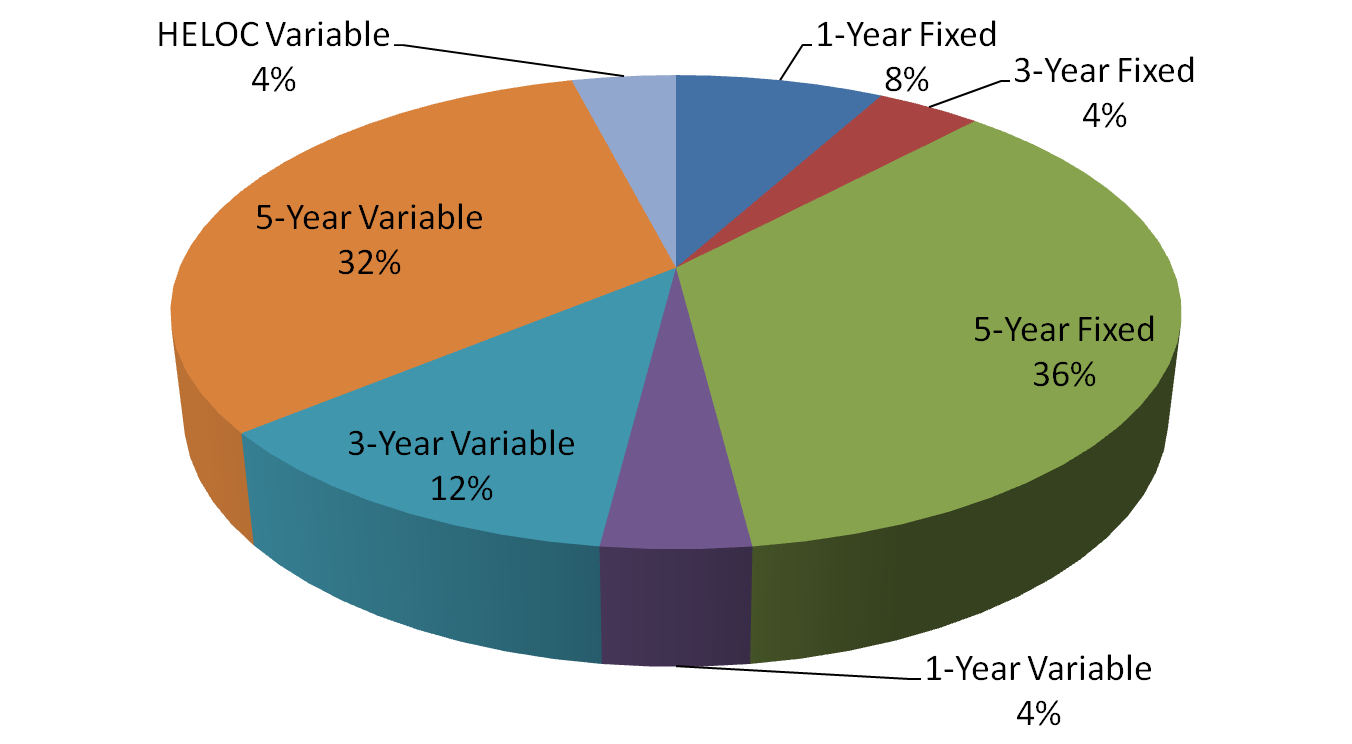 HELOC Variable
4%
1-Year Fixed
8%
3-Year Fixed
4%
5-Year Variable
32%
5-Year Fixed
36%
3-Year Variable
12%
1-Year Variable
4%